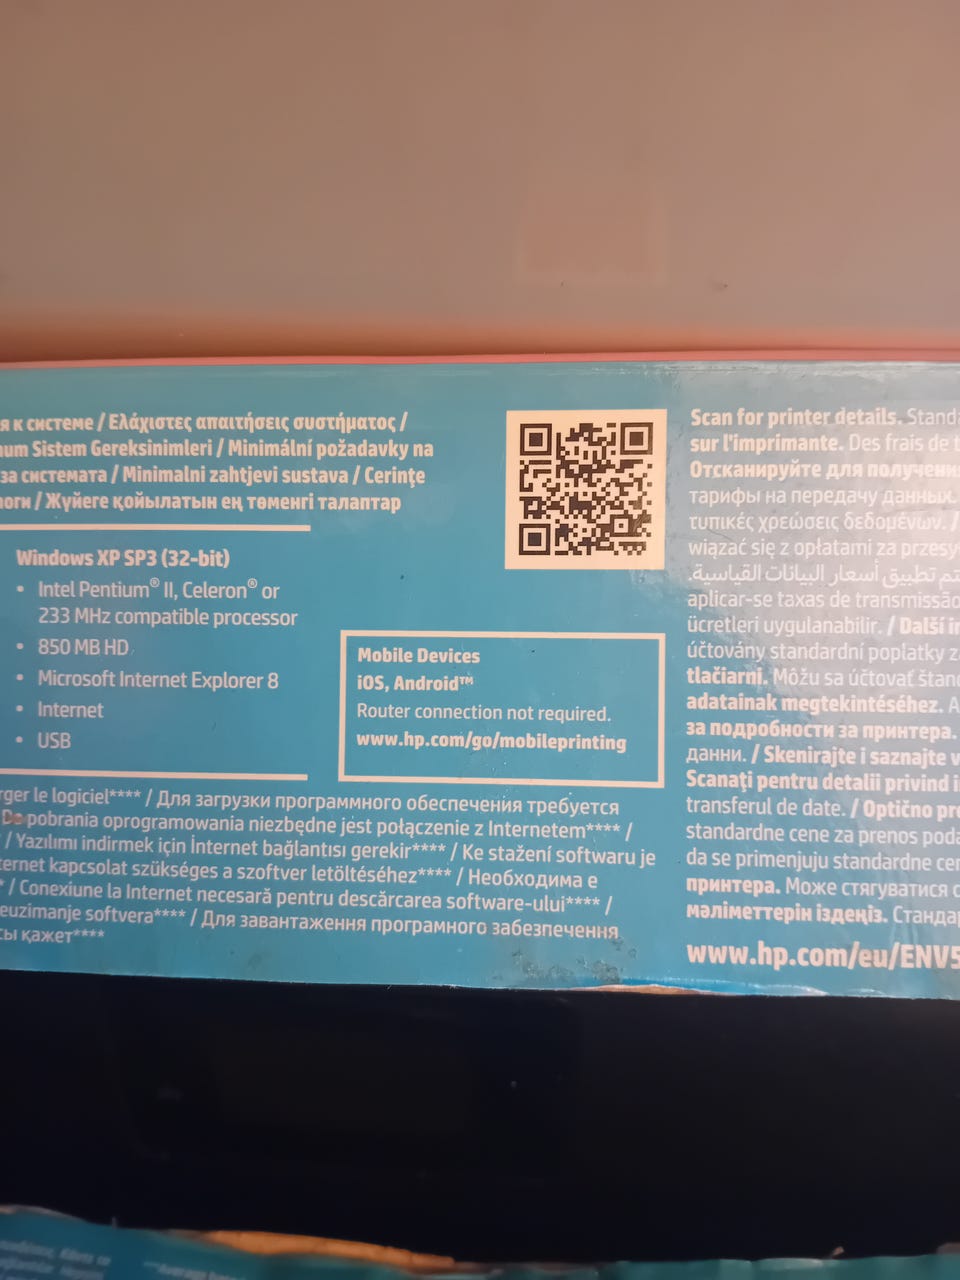 я к системе / Ελάχιστες απαιτήσεις συστήματος /
num Sistem Gereksinimleri / Minimální požadavky na
за системата / Minimalni zahtjevi sustava / Cerințe
моги / Жүйеге қойылатын ең төменгі талаптар
Windows XP SP3 (32-bit)
• Intel Pentium® II, Celeron® or
233 MHz compatible processor
• 850 MB HD
• Microsoft Internet Explorer 8
• Internet
• USB
Mobile Devices
iOS, Android™
Router connection not required.
www.hp.com/go/mobileprinting
rger le logiciel**** / Для загрузки программного обеспечения требуется
Do pobrania oprogramowania niezbędne jest połączenie z Internetem**** /
/ Yazılımı indirmek için İnternet bağlantısı gerekir**** / Ke stažení softwaru je
ternet kapcsolat szükséges a szoftver letöltéséhez**** / Необходима е
* / Conexiune la Internet necesară pentru descărcarea software-ului**** /
euzimanje softvera**** / Для завантаження програмного забезпечення
сы қажет****
Scan for printer details. Standa
sur l'imprimante. Des frais de t
Отсканируйте для получени
тарифы на передачу данных.
τυπικές χρεώσεις δεδομένων. /
wiązać się z opłatami za przesy
تم تطبيق أسعار البيانات القياسية.
aplicar-se taxas de transmissão
ücretleri uygulanabilir. / Další in
účtovány standardní poplatky za
tlačiarni. Môžu sa účtovať štan
adatainak megtekintéséhez. A
за подробности за принтера.
данни. / Skenirajte i saznajte v
Scanați pentru detalii privind i
transferul de date. / Optično pre
standardne cene za prenos poda
da se primenjuju standardne cen
принтера. Може стягуватися с
мәліметтерін іздеңіз. Стандар
www.hp.com/eu/ENV5